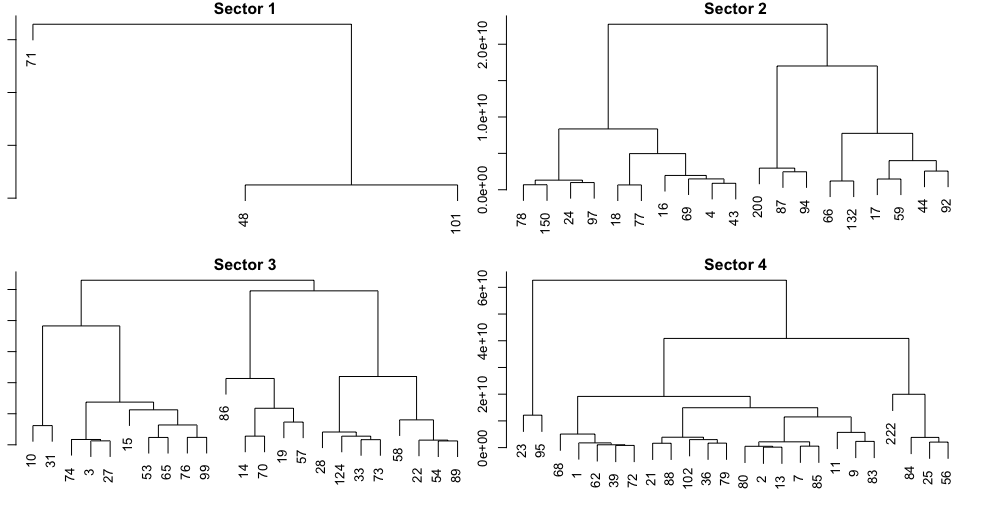 Sector 1
71
48
101
Sector 2
0.0e+00 1.0e+10 2.0e+10
78 150 24 97 18 77 16 69 4 43 200 87 94 66 132 17 59 44 92
Sector 3
10 31 74 3 27 15 53 65 76 99 86 14 70 19 57 28 124 33 73 58 22 54 89
Sector 4
0e+00 2e+10 4e+10 6e+10
23 95 68 1 62 39 72 21 88 102 36 79 80 2 13 7 85 11 9 83 222 84 25 56